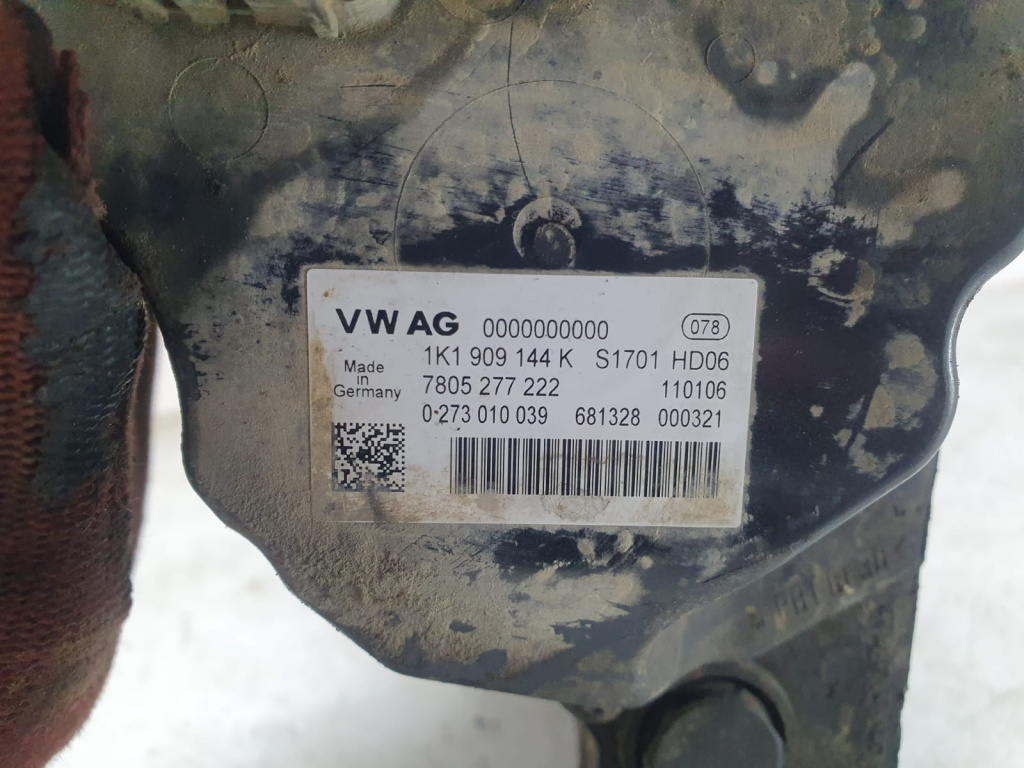 VW AG 0000000000 078
1K1 909 144 K S1701 HD06
Made in Germany
7805 277 222 110106
0 273 010 039 681328 000321